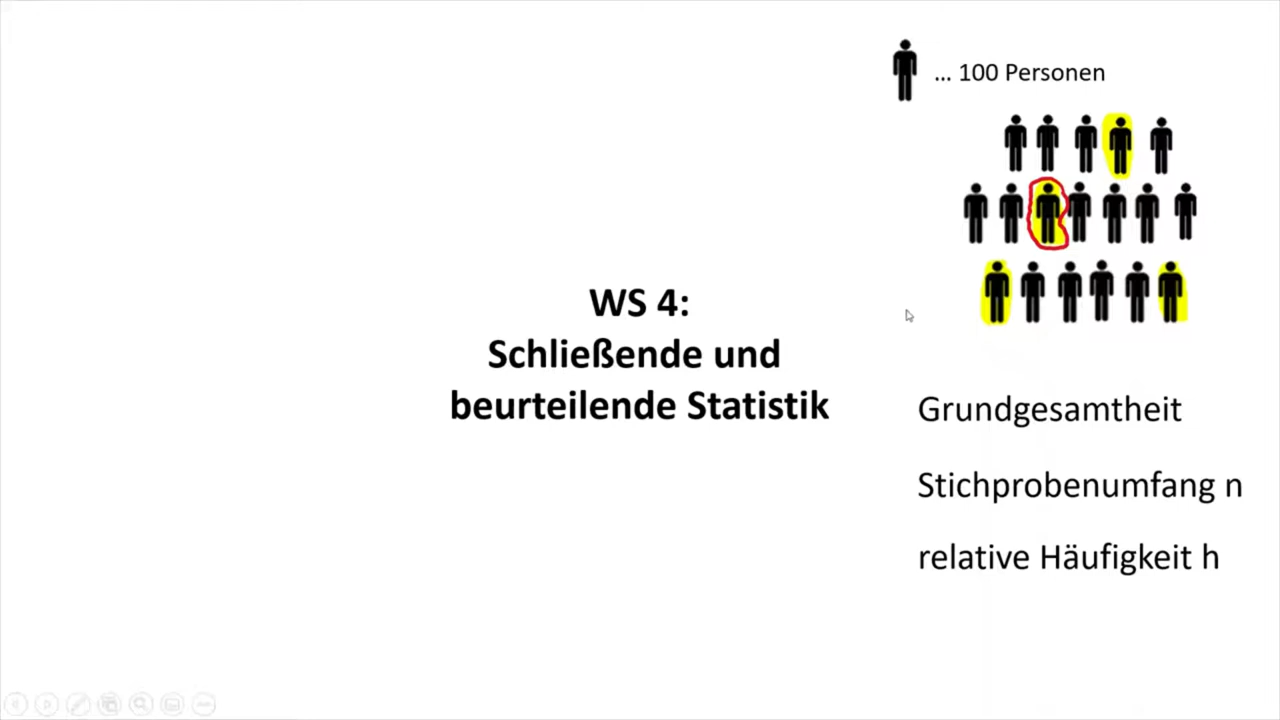 ... 100 Personen
WS 4:
Schließende und
beurteilende Statistik
Grundgesamtheit
Stichprobenumfang n
relative Häufigkeit h